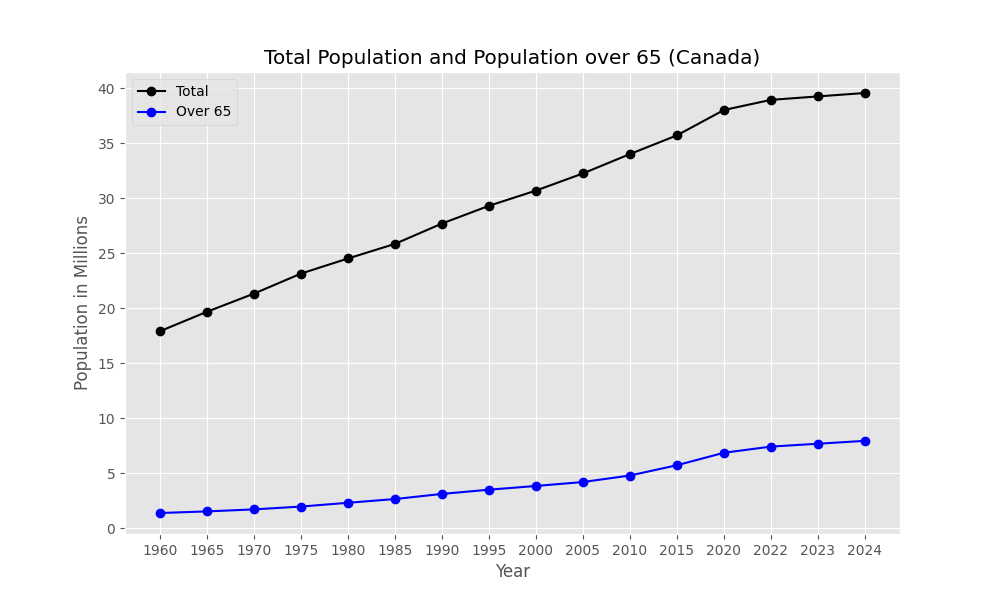 Total Population and Population over 65 (Canada)
Total
Over 65
Population in Millions
40
35
30
25
20
15
10
5
0
1960 1965 1970 1975 1980 1985 1990 1995 2000 2005 2010 2015 2020 2022 2023 2024
Year